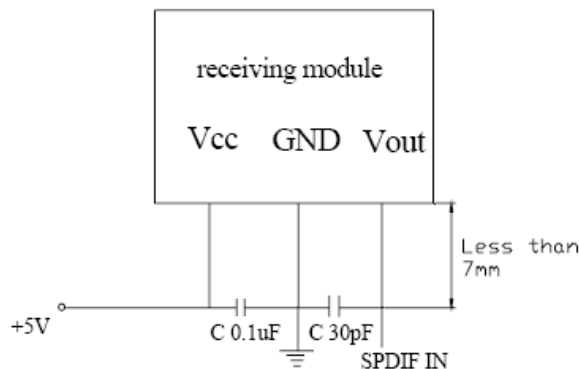 receiving module
Vcc GND Vout
Less than
7mm
+5V
C 0.1uF C 30pF
SPDIF IN